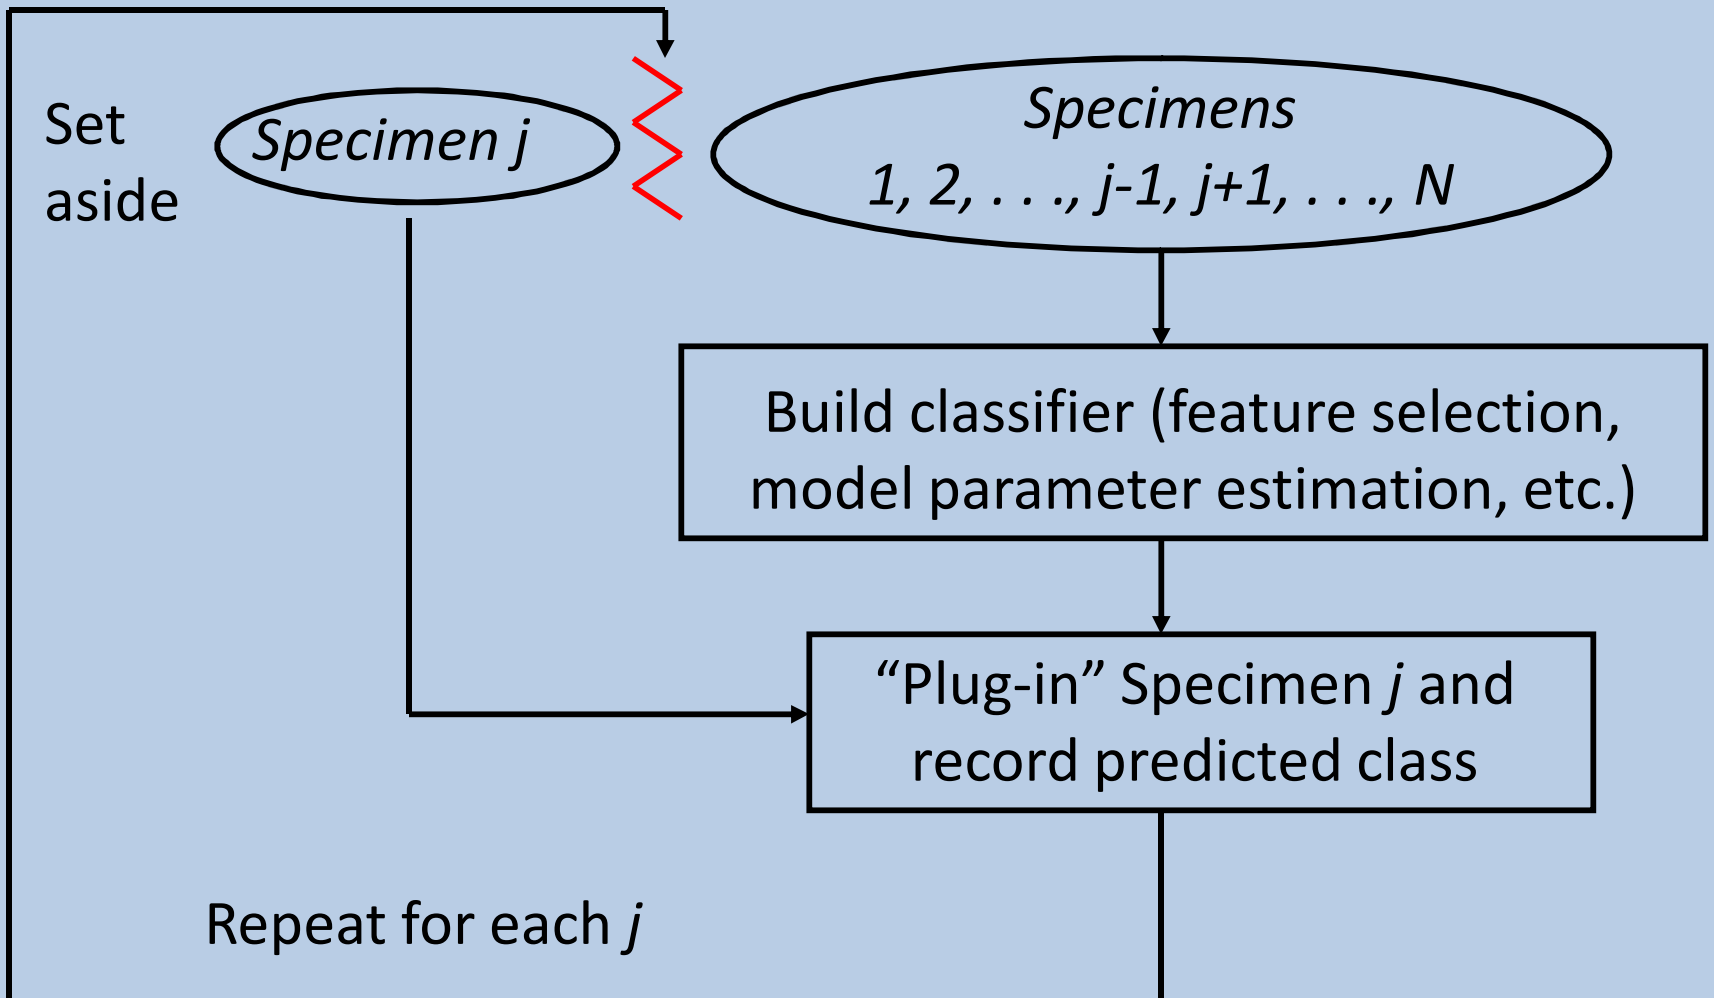 Set
aside
Specimen j
Specimens
1, 2, . . ., j-1, j+1, . . ., N
Build classifier (feature selection,
model parameter estimation, etc.)
“Plug-in” Specimen j and
record predicted class
Repeat for each j